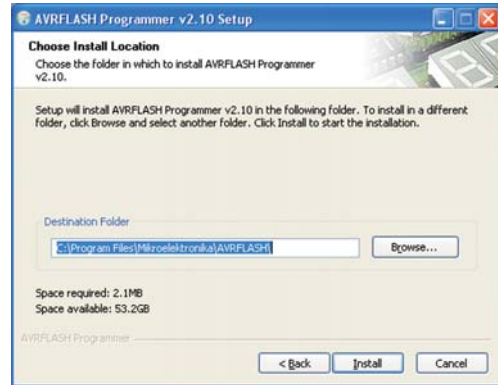 AVRFLASH Programmer v2.10 Setup
Choose Install Location
Choose the folder in which to install AVRFLASH Programmer
v2.10.
Setup will install AVRFLASH Programmer v2.10 in the following folder. To install in a different
folder, click Browse and select another folder. Click Install to start the installation.
Destination Folder
C:\Program Files\Mikroelektronika\AVRFLASH\
Browse...
Space required: 2.1MB
Space available: 53.2GB
AVRFLASH Programmer
< Back
Install
Cancel